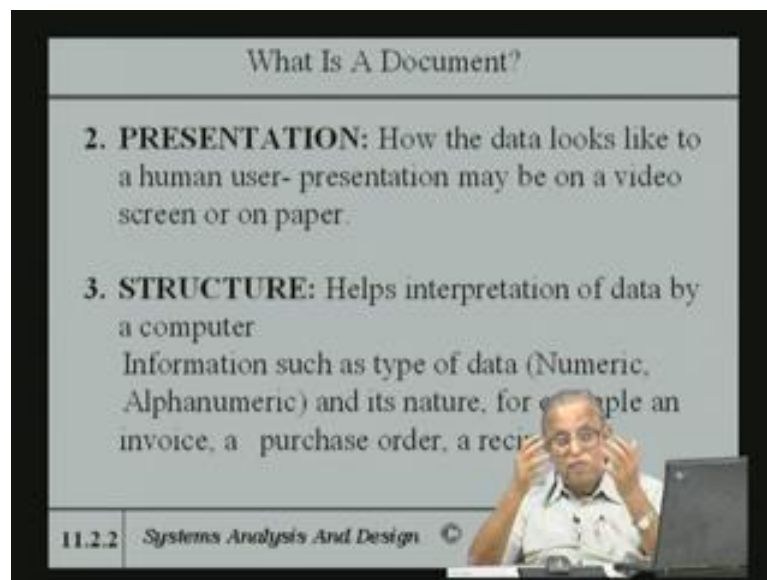 What Is A Document?
2. PRESENTATION: How the data looks like to
a human user- presentation may be on a video
screen or on paper.
3. STRUCTURE: Helps interpretation of data by
a computer
Information such as type of data (Numeric,
Alphanumeric) and its nature, for an
invoice, a purchase order, a
11.2.2 Systems Analysis And Design ©